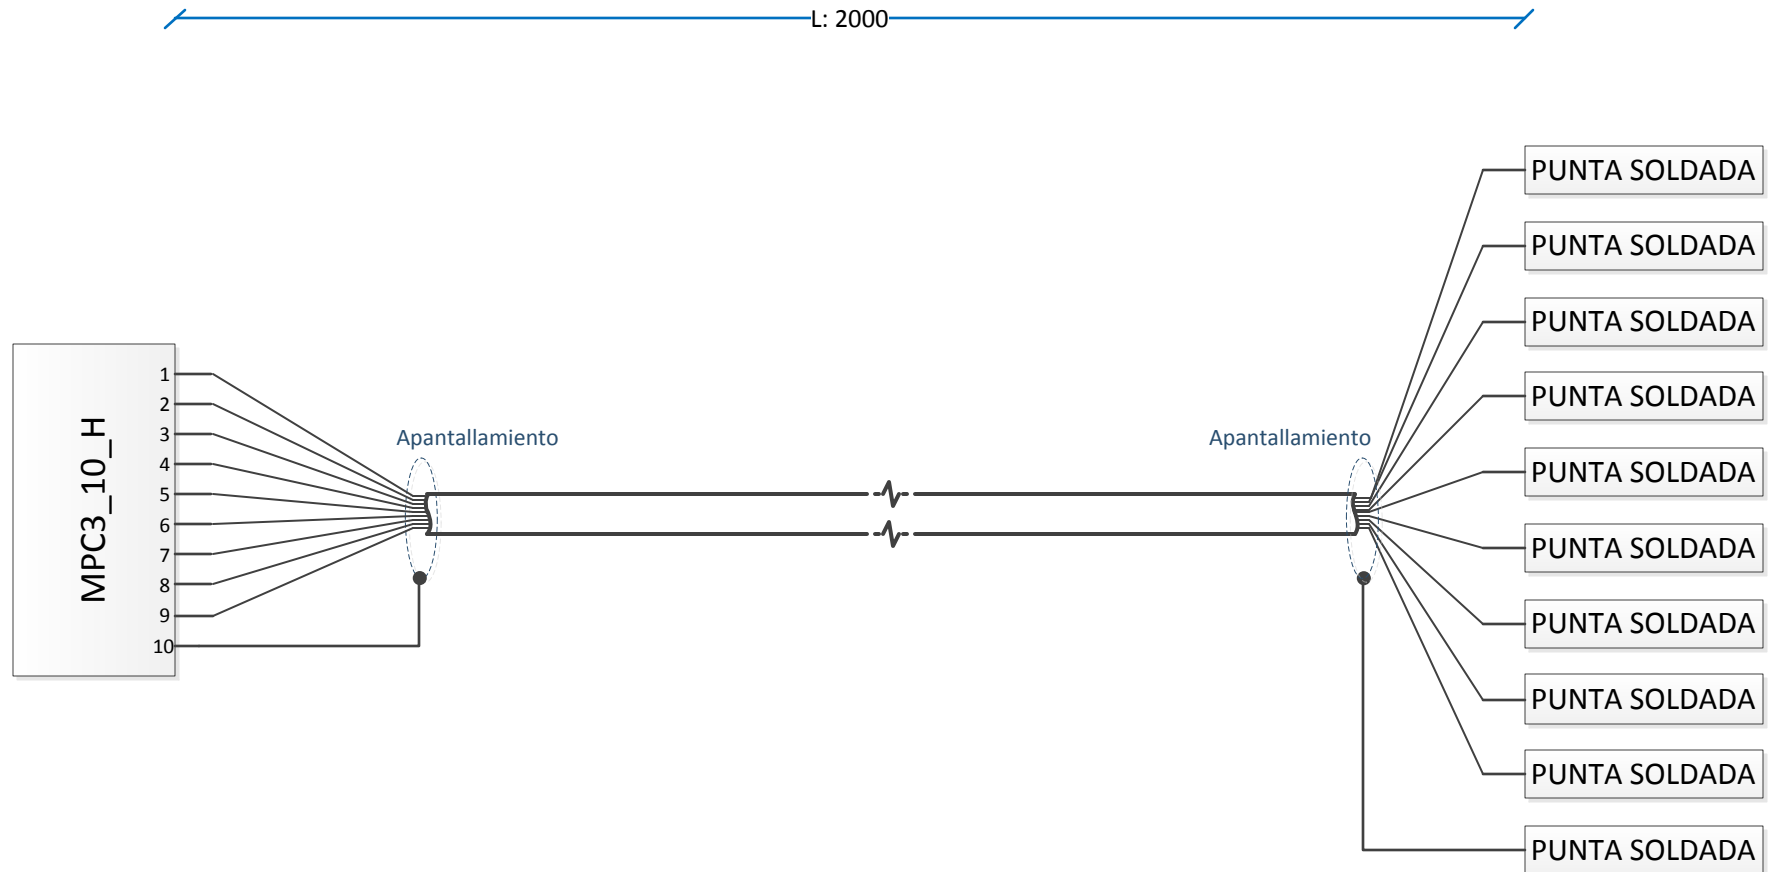 L: 2000
PUNTA SOLDADA
PUNTA SOLDADA
PUNTA SOLDADA
PUNTA SOLDADA
PUNTA SOLDADA
PUNTA SOLDADA
PUNTA SOLDADA
PUNTA SOLDADA
PUNTA SOLDADA
PUNTA SOLDADA
MPC3_10_H
1
2
3
4
5
6
7
8
9
10
Apantallamiento
Apantallamiento